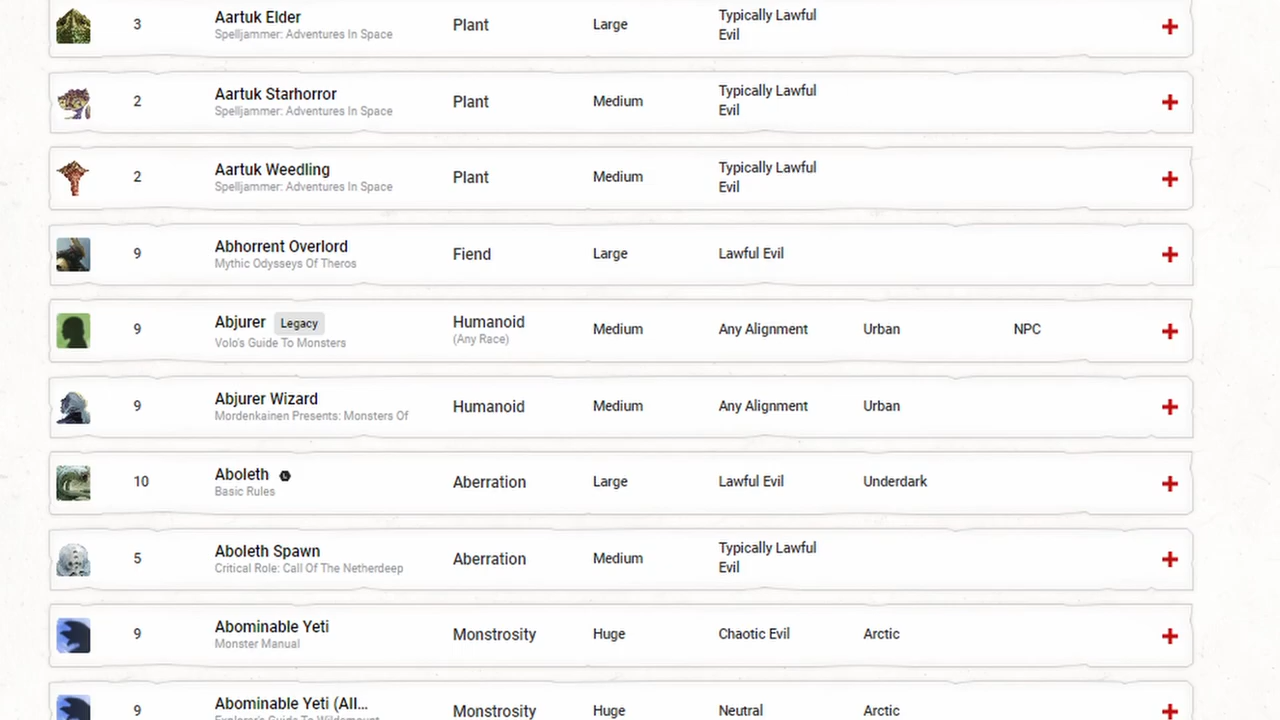 3 Aartuk Elder Plant Large Typically Lawful
Spelljammer: Adventures In Space Evil
2 Aartuk Starhorror Plant Medium Typically Lawful
Spelljammer: Adventures In Space Evil
2 Aartuk Weedling Plant Medium Typically Lawful
Spelljammer: Adventures In Space Evil
9 Abhorrent Overlord Fiend Large Lawful Evil
Mythic Odysseys Of Theros
9 Abjurer Legacy Humanoid Medium Any Alignment Urban NPC
Volo's Guide To Monsters (Any Race)
9 Abjurer Wizard Humanoid Medium Any Alignment Urban
Mordenkainen Presents: Monsters Of
10 Aboleth Aberration Large Lawful Evil Underdark
Basic Rules
5 Aboleth Spawn Aberration Medium Typically Lawful
Critical Role: Call Of The Netherdeep Evil
9 Abominable Yeti Monstrosity Huge Chaotic Evil Arctic
Monster Manual
9 Abominable Yeti (All... Monstrosity Huge Neutral Arctic
Explorer's Guide To Wildemount